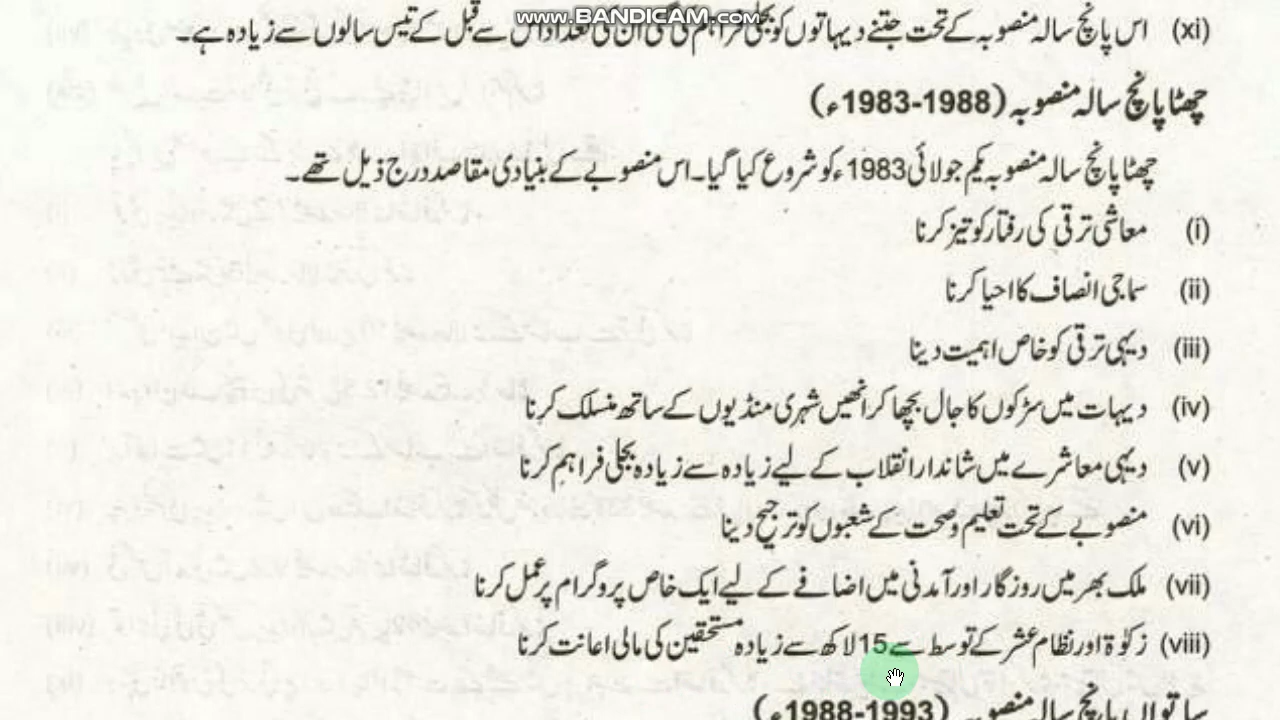 www.BANDICAM.com
(xi) اس پانچ سالہ منصوبہ کے تحت جتنے دیہاتوں کو بجلی فراہم کی گئی ان کی تعداد اس سے قبل کے تیس سالوں سے زیادہ ہے۔
چھٹا پانچ سالہ منصوبہ (1983-1988ء)
چھٹا پانچ سالہ منصوبہ یکم جولائی 1983ء کو شروع کیا گیا۔ اس منصوبے کے بنیادی مقاصد درج ذیل تھے۔
(i) معاشی ترقی کی رفتار کو تیز کرنا
(ii) سماجی انصاف کا احیا کرنا
(iii) دیہی ترقی کو خاص اہمیت دینا
(iv) دیہات میں سڑکوں کا جال بچھا کر انھیں شہری منڈیوں کے ساتھ منسلک کرنا
(v) دیہی معاشرے میں شاندار انقلاب کے لیے زیادہ سے زیادہ بجلی فراہم کرنا
(vi) منصوبے کے تحت تعلیم و صحت کے شعبوں کو ترجیح دینا
(vii) ملک بھر میں روزگار اور آمدنی میں اضافے کے لیے ایک خاص پروگرام پر عمل کرنا
(viii) زکوٰۃ اور نظام عشر کے توسط سے 15 لاکھ سے زیادہ مستحقین کی مالی اعانت کرنا
ساتواں پانچ سالہ منصوبہ (1988-1993ء)